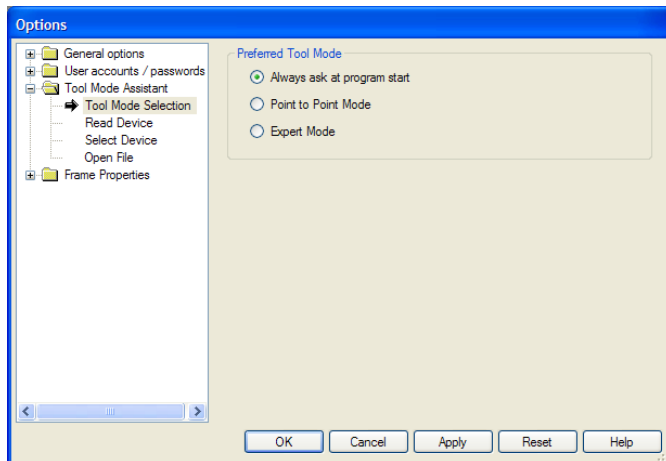 Options
General options
User accounts / passwords
Tool Mode Assistant
Tool Mode Selection
Read Device
Select Device
Open File
Frame Properties
Preferred Tool Mode
Always ask at program start
Point to Point Mode
Expert Mode
OK Cancel Apply Reset Help